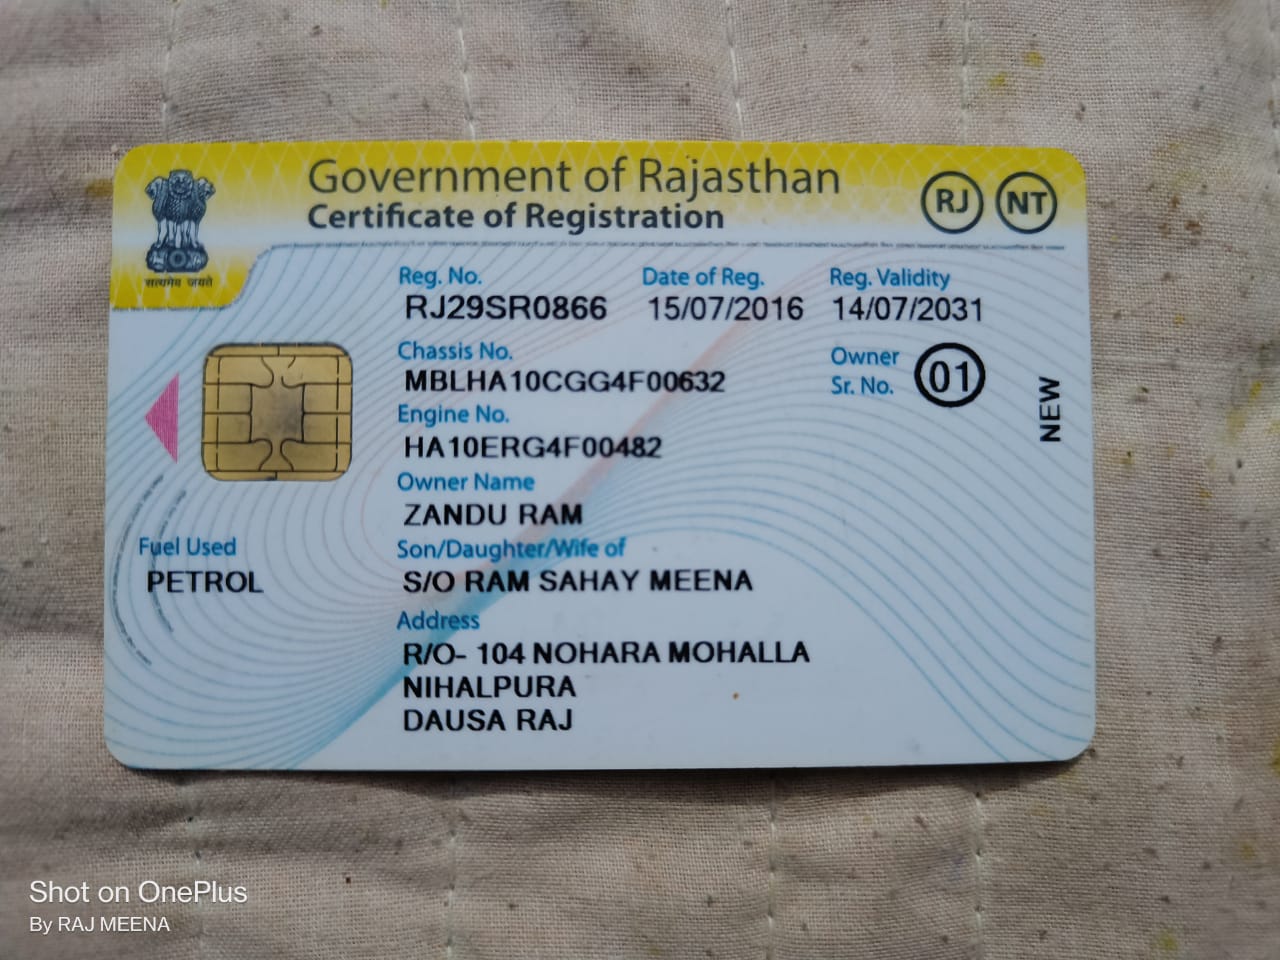 Government of Rajasthan
Certificate of Registration
RJ NT
सत्यमेव जयते
Reg. No. Date of Reg. Reg. Validity
RJ29SR0866 15/07/2016 14/07/2031
Chassis No.
MBLHA10CGG4F00632
Owner
Sr. No. 01
NEW
Engine No.
HA10ERG4F00482
Owner Name
ZANDU RAM
Fuel Used
PETROL
Son/Daughter/Wife of
S/O RAM SAHAY MEENA
Address
R/O- 104 NOHARA MOHALLA
NIHALPURA
DAUSA RAJ
Shot on OnePlus
By RAJ MEENA